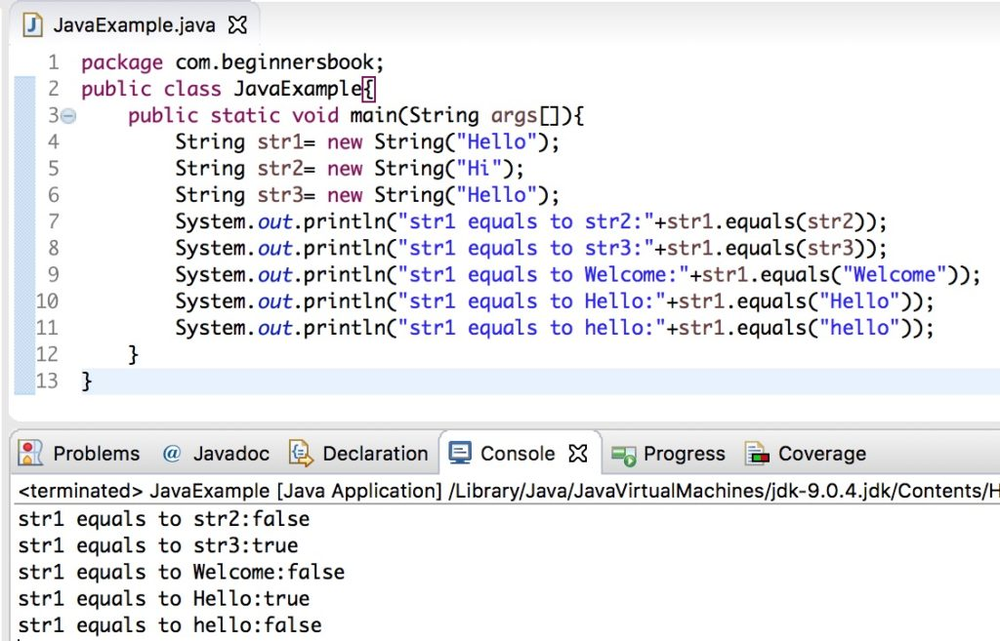 JavaExample.java
1 package com.beginnersbook;
2 public class JavaExample{
3 public static void main(String args[]){
4 String str1= new String("Hello");
5 String str2= new String("Hi");
6 String str3= new String("Hello");
7 System.out.println("str1 equals to str2:"+str1.equals(str2));
8 System.out.println("str1 equals to str3:"+str1.equals(str3));
9 System.out.println("str1 equals to Welcome:"+str1.equals("Welcome"));
10 System.out.println("str1 equals to Hello:"+str1.equals("Hello"));
11 System.out.println("str1 equals to hello:"+str1.equals("hello"));
12 }
13 }
Problems @ Javadoc Declaration Console Progress Coverage
<terminated> JavaExample [Java Application] /Library/Java/JavaVirtualMachines/jdk-9.0.4.jdk/Contents/H
str1 equals to str2:false
str1 equals to str3:true
str1 equals to Welcome:false
str1 equals to Hello:true
str1 equals to hello:false